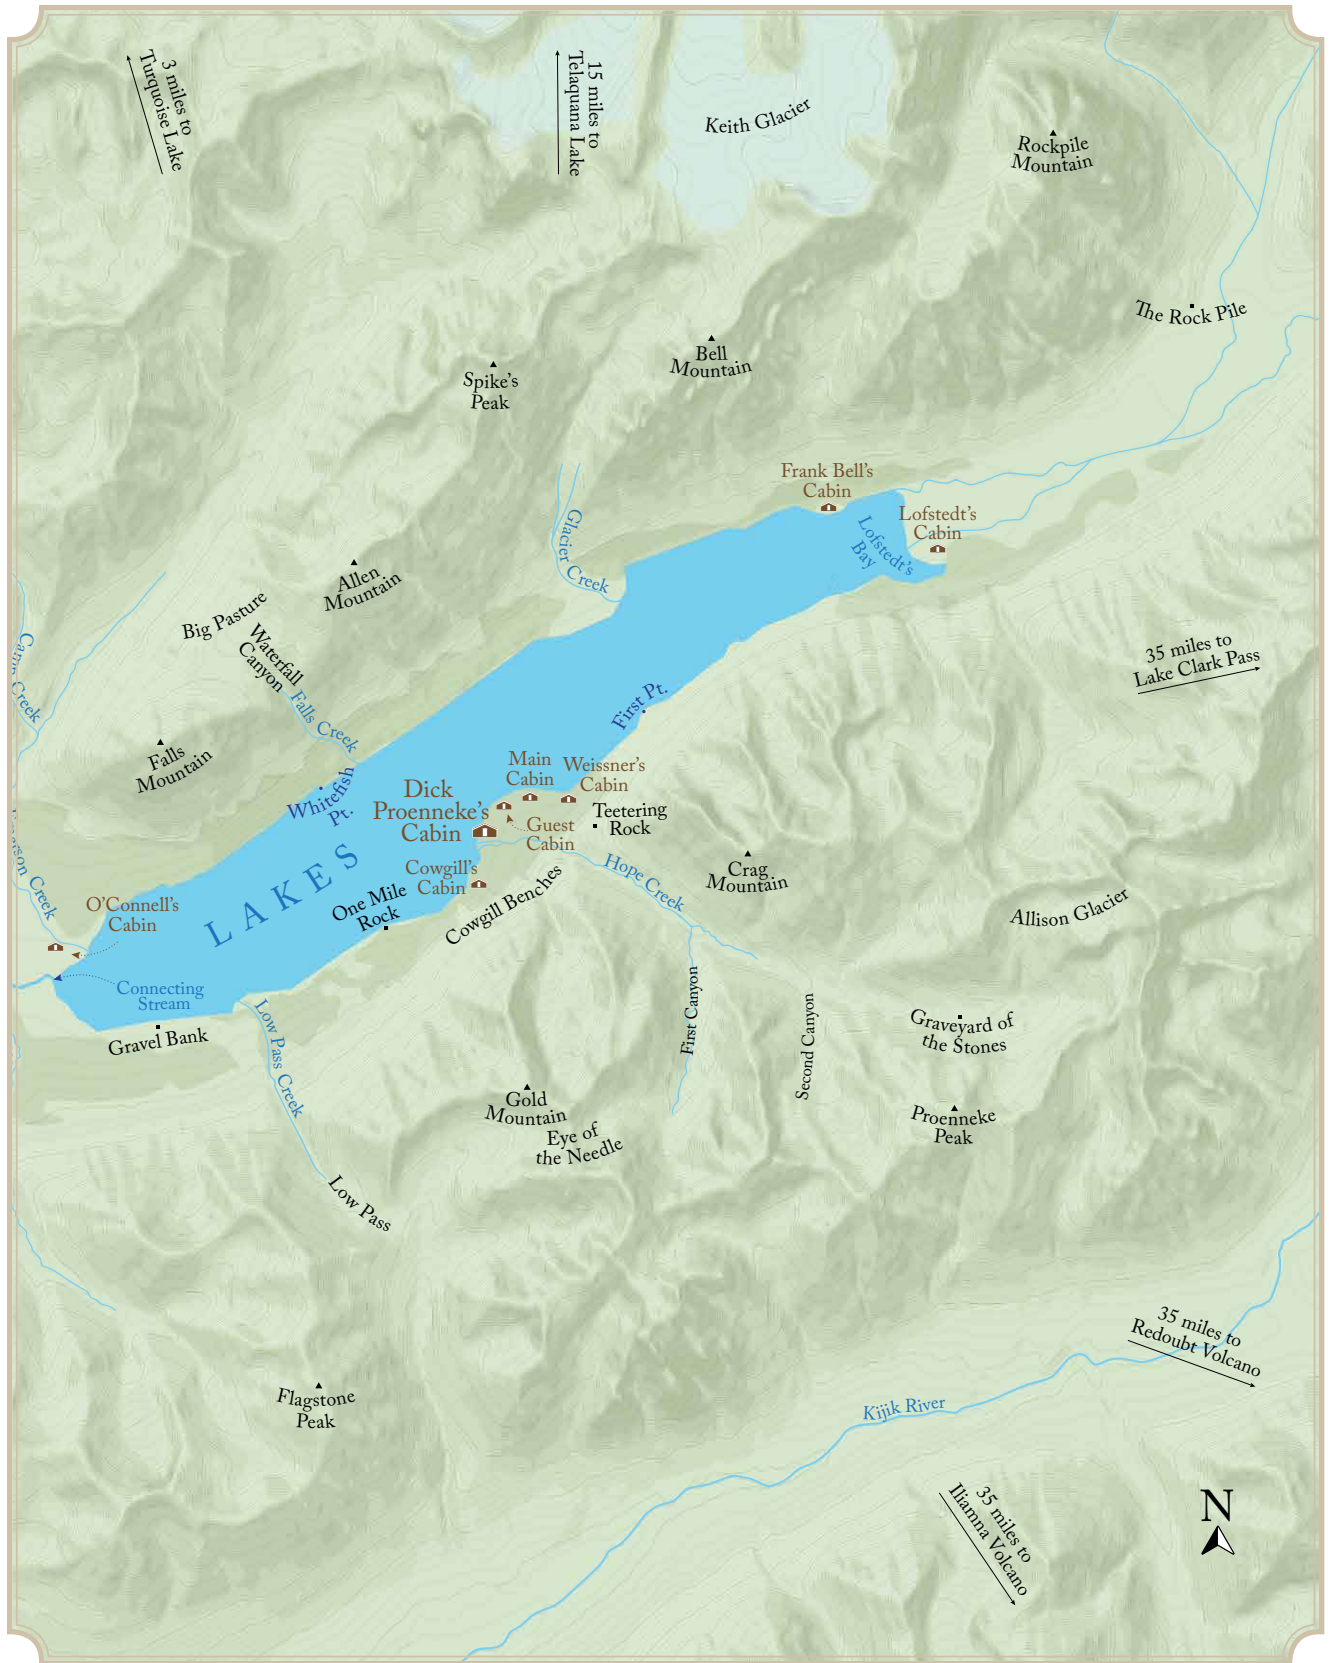 3 miles to
Turquoise Lake
15 miles to
Telaquana Lake
Keith Glacier
Rockpile
Mountain
The Rock Pile
Bell
Mountain
Spike's
Peak
Frank Bell's
Cabin
Lofstedt's
Cabin
Lofstedt's
Bay
Glacier Creek
Allen
Mountain
Big Pasture
Waterfall
Canyon
Falls Creek
35 miles to
Lake Clark Pass
First Pt.
Falls
Mountain
Whitefish
Pt.
Main
Cabin
Weissner's
Cabin
Dick
Proenneke's
Cabin
Guest
Cabin
Teetering
Rock
Hope Creek
Crag
Mountain
Cowgill's
Cabin
Cowgill Benches
One Mile
Rock
LAKES
Creek
Creek
O'Connell's
Cabin
Connecting
Stream
Gravel Bank
Low Pass Creek
Low Pass
Allison Glacier
First Canyon
Second Canyon
Graveyard of
the Stones
Proenneke
Peak
Gold
Mountain
Eye of
the Needle
Flagstone
Peak
35 miles to
Redoubt Volcano
Kijik River
35 miles to
Iliamna Volcano
N